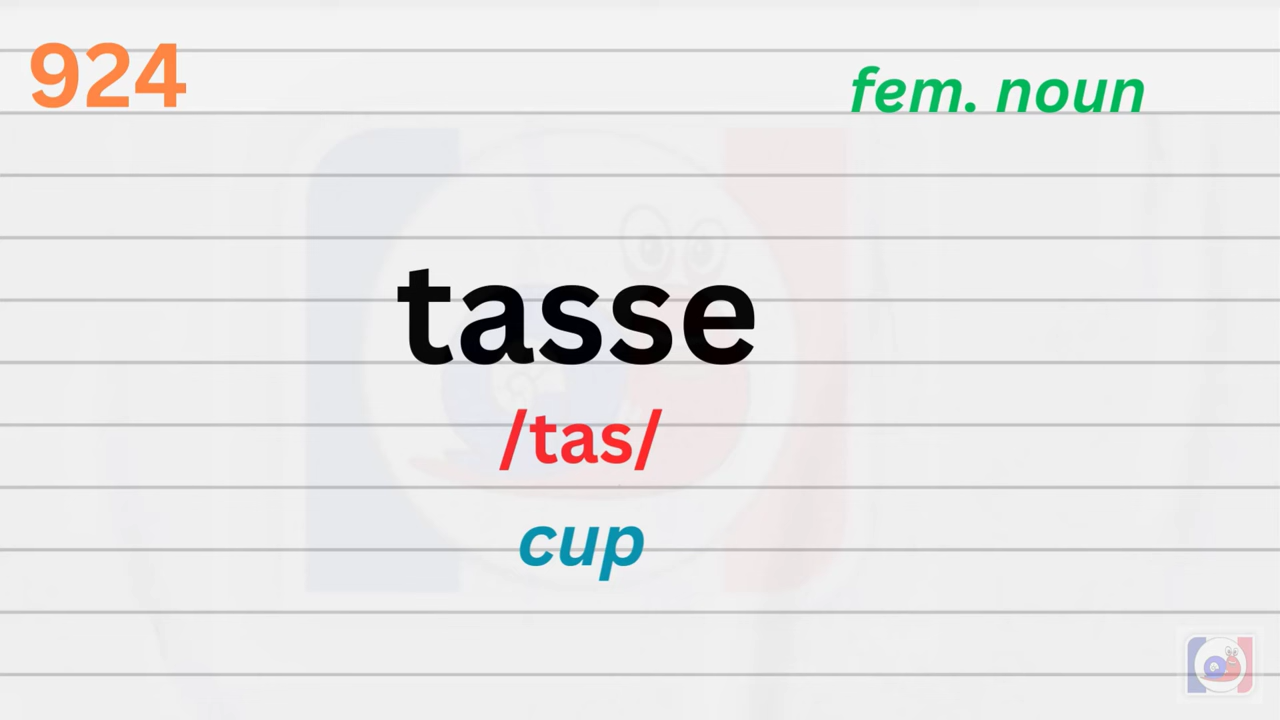 924
fem. noun
tasse
/tas/
cup